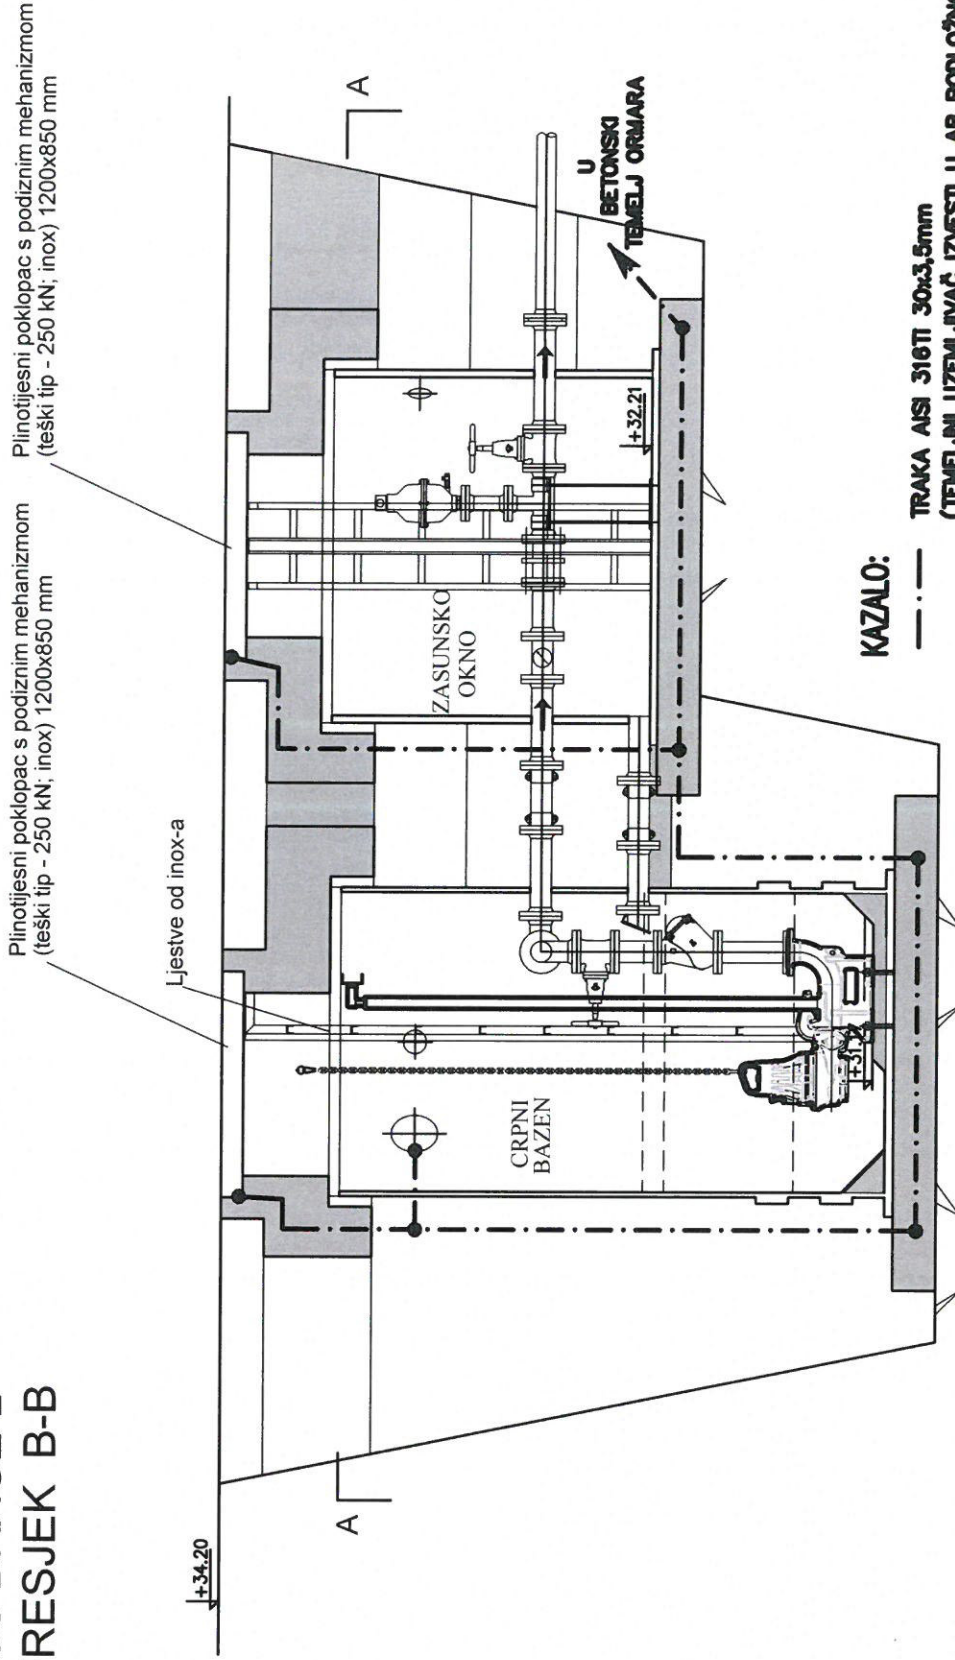 RESJEK B-B
Plinotijesni poklopac s podiznim mehanizmom
(teški tip - 250 kN; inox) 1200x850 mm
Plinotijesni poklopac s podiznim mehanizmom
(teški tip - 250 kN; inox) 1200x850 mm
Ljestve od inox-a
+34.20
A
A
CRPNI
BAZEN
ZASUNSKO
OKNO
+32.21
U
BETONSKI
TEMELJ ORMARA
KAZALO:
TRAKA AISI 316TI 30x3,5mm